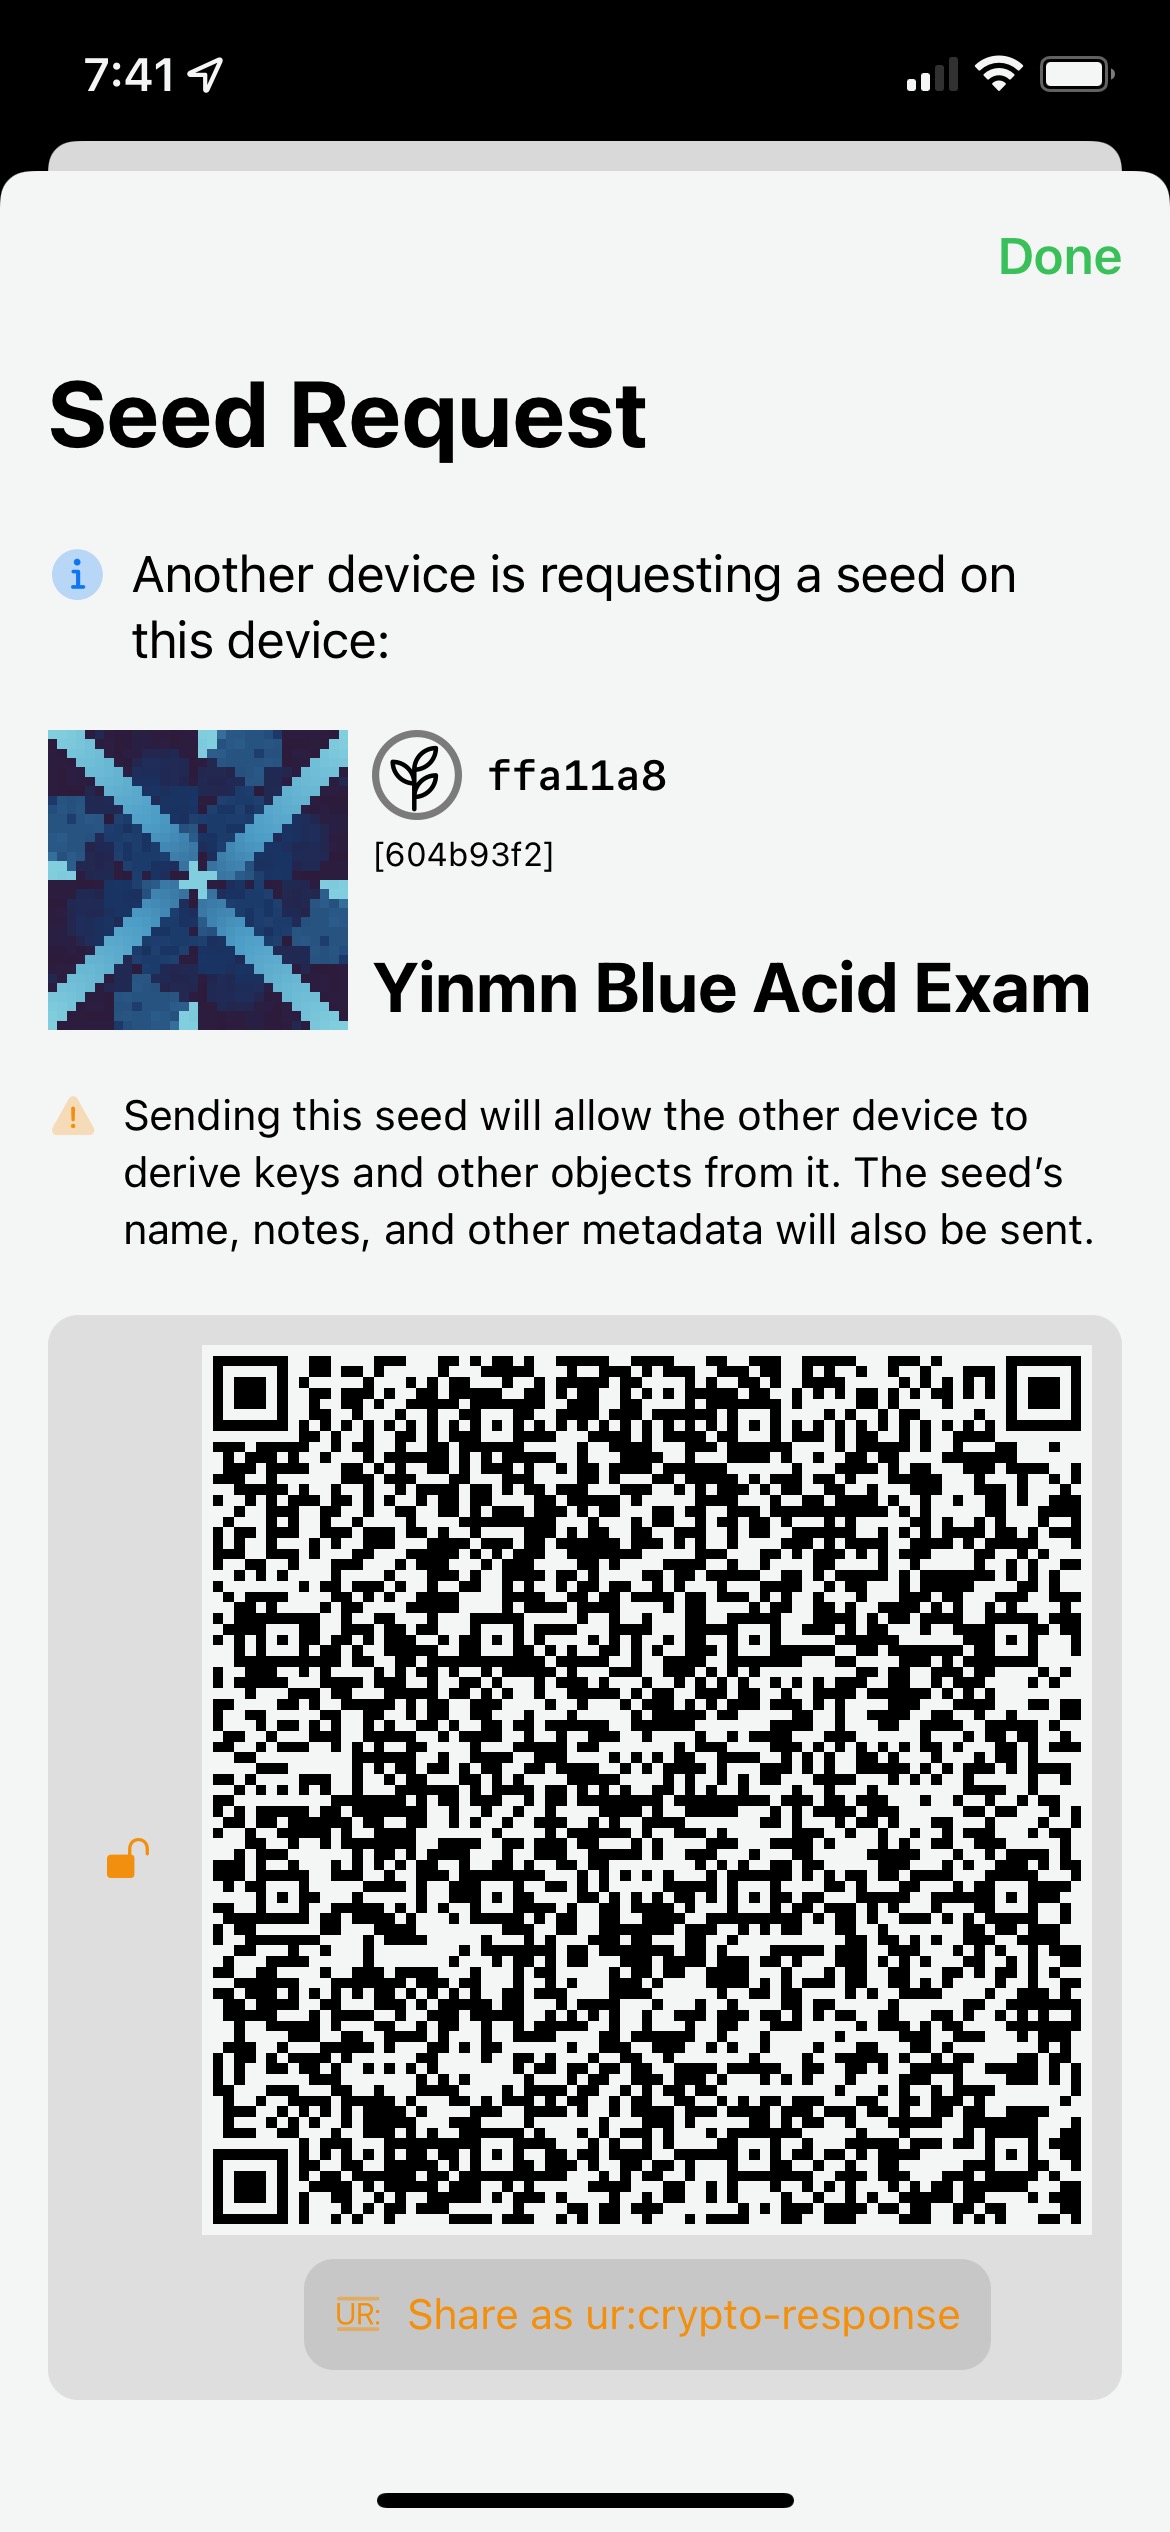 7:41
Done
Seed Request
Another device is requesting a seed on
this device:
ffa11a8
[604b93f2]
Yinmn Blue Acid Exam
Sending this seed will allow the other device to
derive keys and other objects from it. The seed’s
name, notes, and other metadata will also be sent.
UR: Share as ur:crypto-response